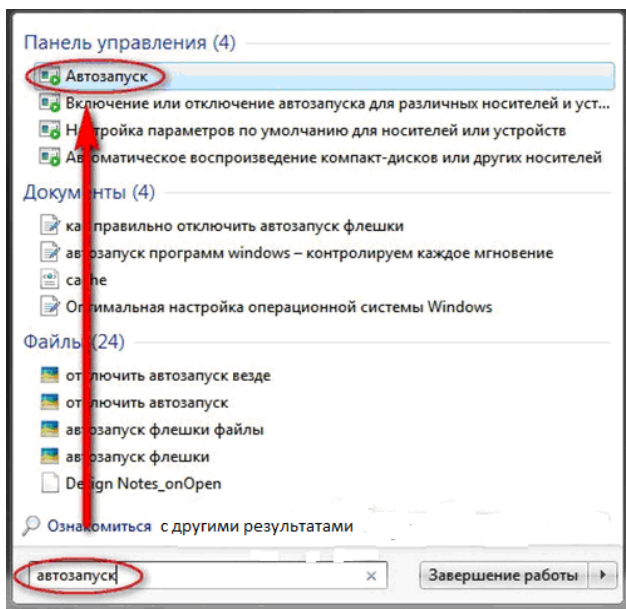 Панель управления (4)
Автозапуск
Включение или отключение автозапуска для различных носителей и уст...
Настройка параметров по умолчанию для носителей или устройств
Автоматическое воспроизведение компакт-дисков или других носителей
Документы (4)
как правильно отключить автозапуск флешки
автозапуск программ windows – контролируем каждое мгновение
cache
Оптимальная настройка операционной системы Windows
Файлы (24)
отключить автозапуск везде
отключить автозапуск
автозапуск флешки файлы
автозапуск флешки
Design Notes_onOpen
Ознакомиться с другими результатами
автозапуск
Завершение работы